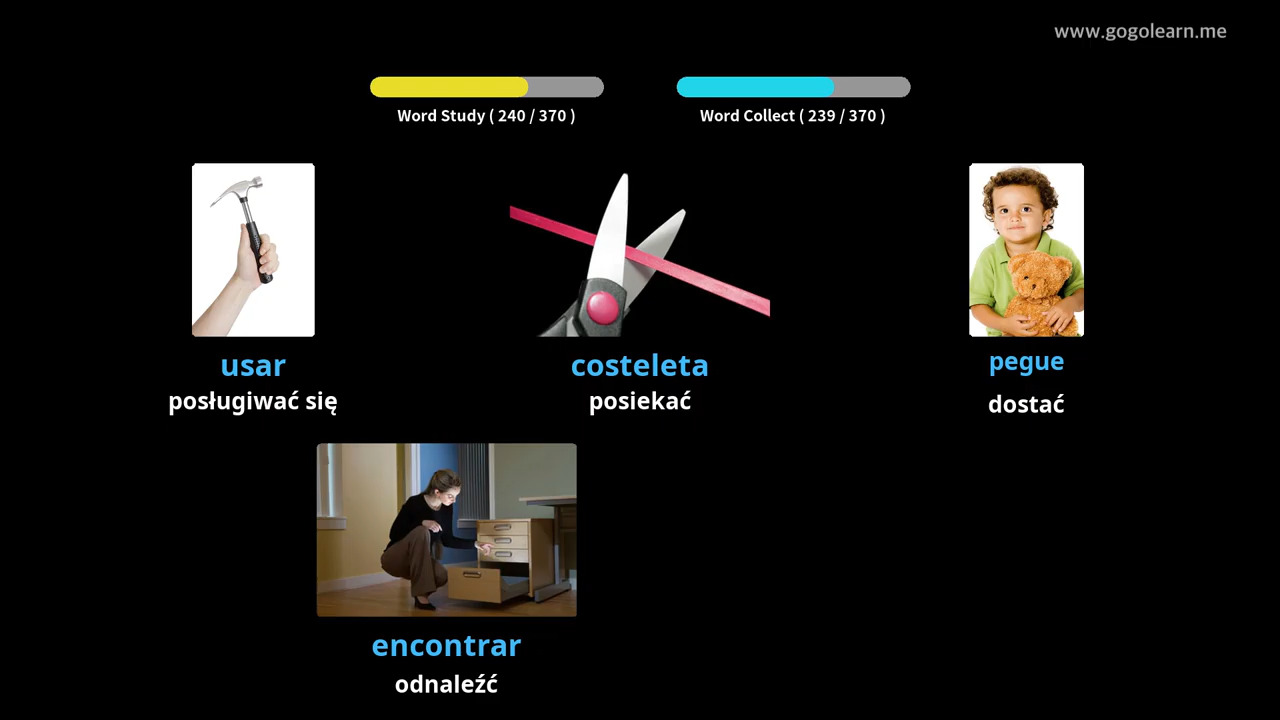 www.gogolearn.me
Word Study ( 240 / 370 )
Word Collect ( 239 / 370 )
usar
posługiwać się
costeleta
posiekać
pegue
dostać
encontrar
odnaleźć